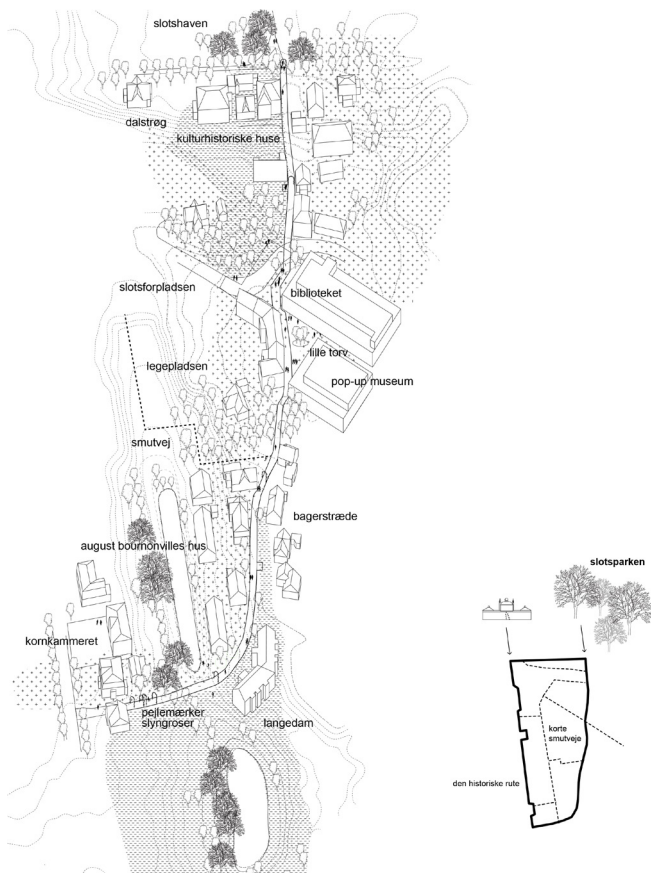 slotshaven
dalstrøg
kulturhistoriske huse
slotsforpladsen
biblioteket
lille torv
legepladsen
pop-up museum
smutvej
bagerstræde
august bournonvilles hus
kornkammeret
pejlemærker
slyngroser
langedam
slotsparken
korte
smutveje
den historiske rute